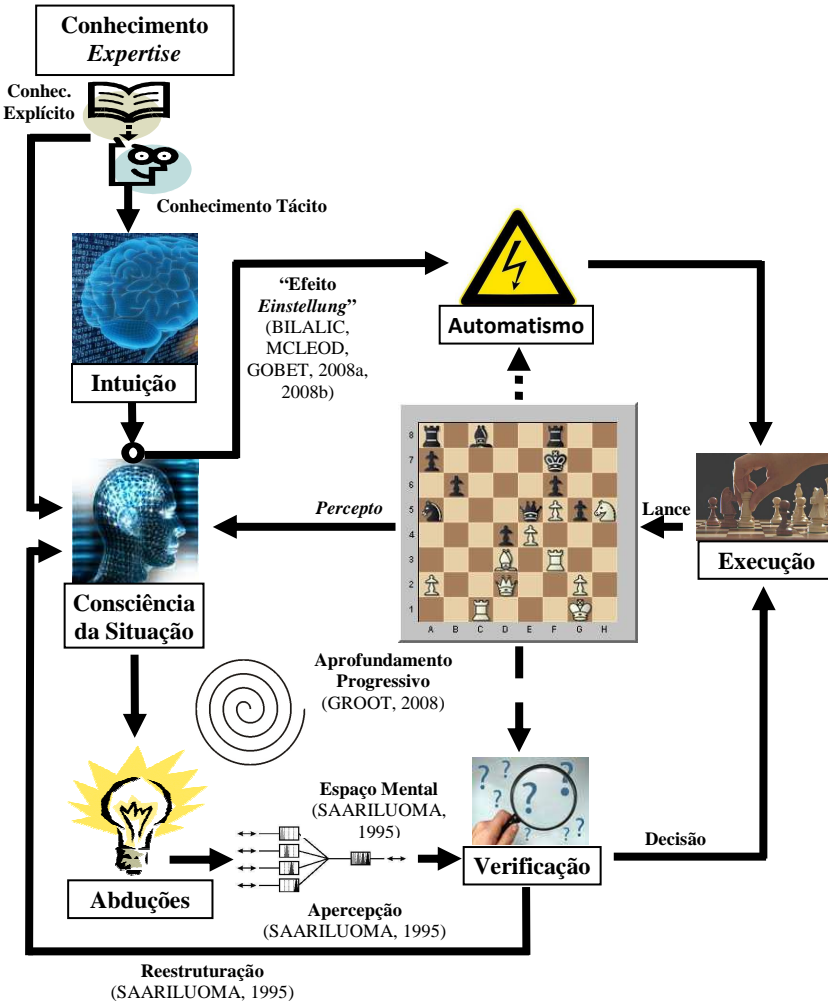 Conhecimento
Expertise
Conhec.
Explícito
Conhecimento Tácito
“Efeito
Einstellung”
(BILALIC,
MCLEOD,
GOBET, 2008a,
2008b)
Automatismo
Intuição
8
7
6
5
4
3
2
1
A B C D E F G H
Percepto
Lance
Execução
Consciência
da Situação
Aprofundamento
Progressivo
(GROOT, 2008)
Espaço Mental
(SAARILUOMA,
1995)
Decisão
Verificação
Abduções
Apercepção
(SAARILUOMA, 1995)
Reestruturação
(SAARILUOMA, 1995)